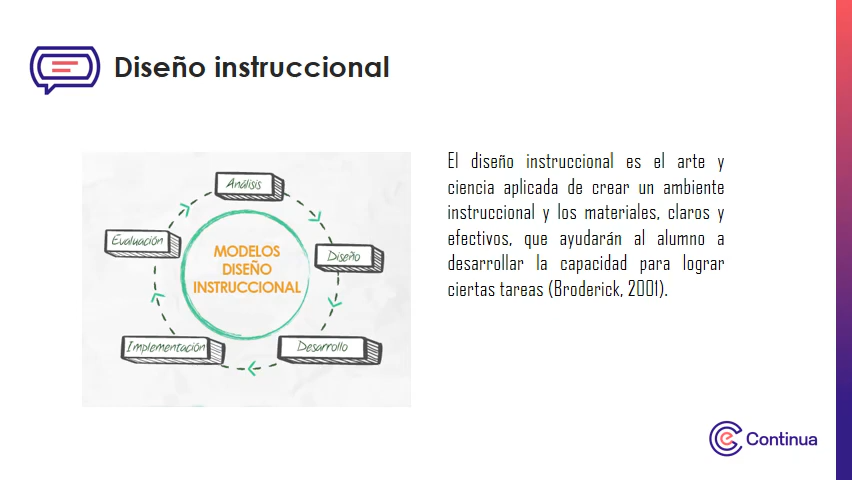 Diseño instruccional
Análisis
Evaluación
Diseño
MODELOS
DISEÑO
INSTRUCCIONAL
Implementación
Desarrollo
El diseño instruccional es el arte y
ciencia aplicada de crear un ambiente
instruccional y los materiales, claros y
efectivos, que ayudarán al alumno a
desarrollar la capacidad para lograr
ciertas tareas (Broderick, 2001).
Continua